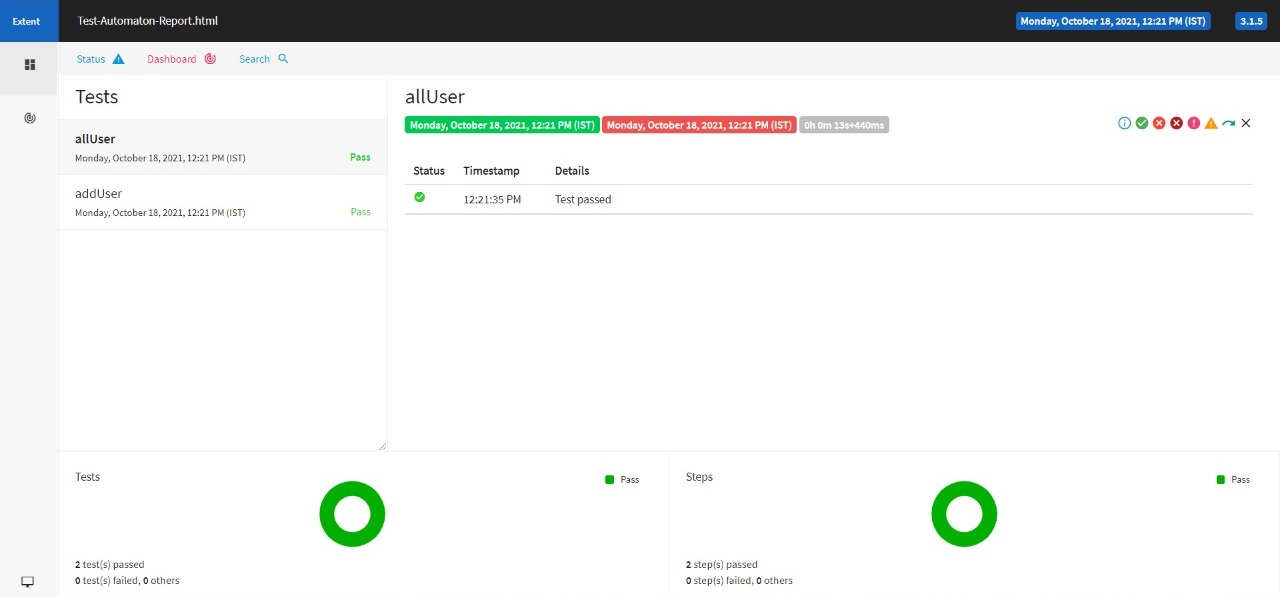 Extent
Test-Automaton-Report.html
Monday, October 18, 2021, 12:21 PM (IST)
3.1.5
Status
Dashboard
Search
Tests
allUser
Monday, October 18, 2021, 12:21 PM (IST)
Pass
addUser
Monday, October 18, 2021, 12:21 PM (IST)
Pass
allUser
Monday, October 18, 2021, 12:21 PM (IST) Monday, October 18, 2021, 12:21 PM (IST) 0h 0m 13s+440ms
Status Timestamp Details
12:21:35 PM Test passed
Tests
Pass
2 test(s) passed
0 test(s) failed, 0 others
Steps
Pass
2 step(s) passed
0 step(s) failed, 0 others